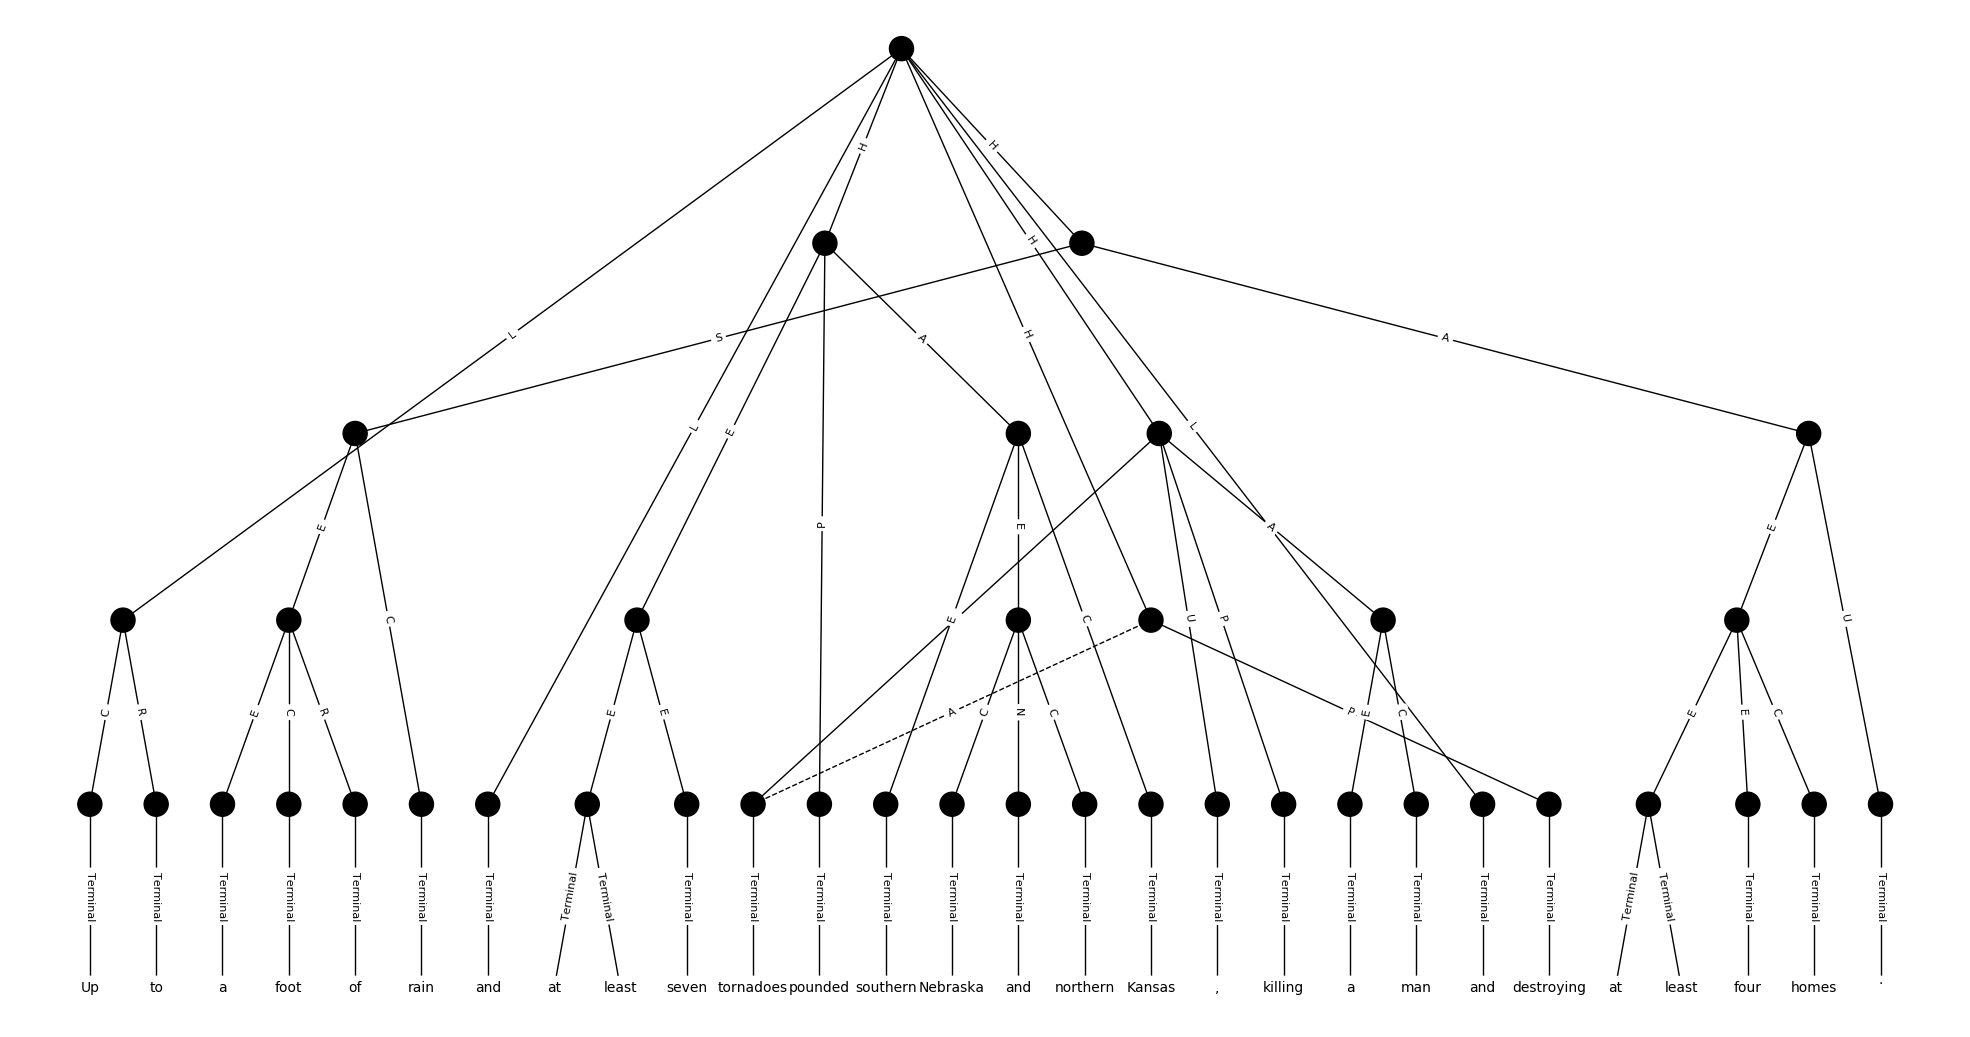 H H
H
L S H A
L E A L
E P E A E
C E C U P U
C R E C R E E A C N C P E C E E C
Terminal Terminal Terminal Terminal Terminal Terminal Terminal Terminal Terminal Terminal Terminal Terminal Terminal Terminal Terminal Terminal Terminal Terminal Terminal Terminal Terminal Terminal Terminal Terminal Terminal Terminal Terminal Terminal
Up to a foot of rain and at least seven tornadoes pounded southern Nebraska and northern Kansas , killing a man and destroying at least four homes .